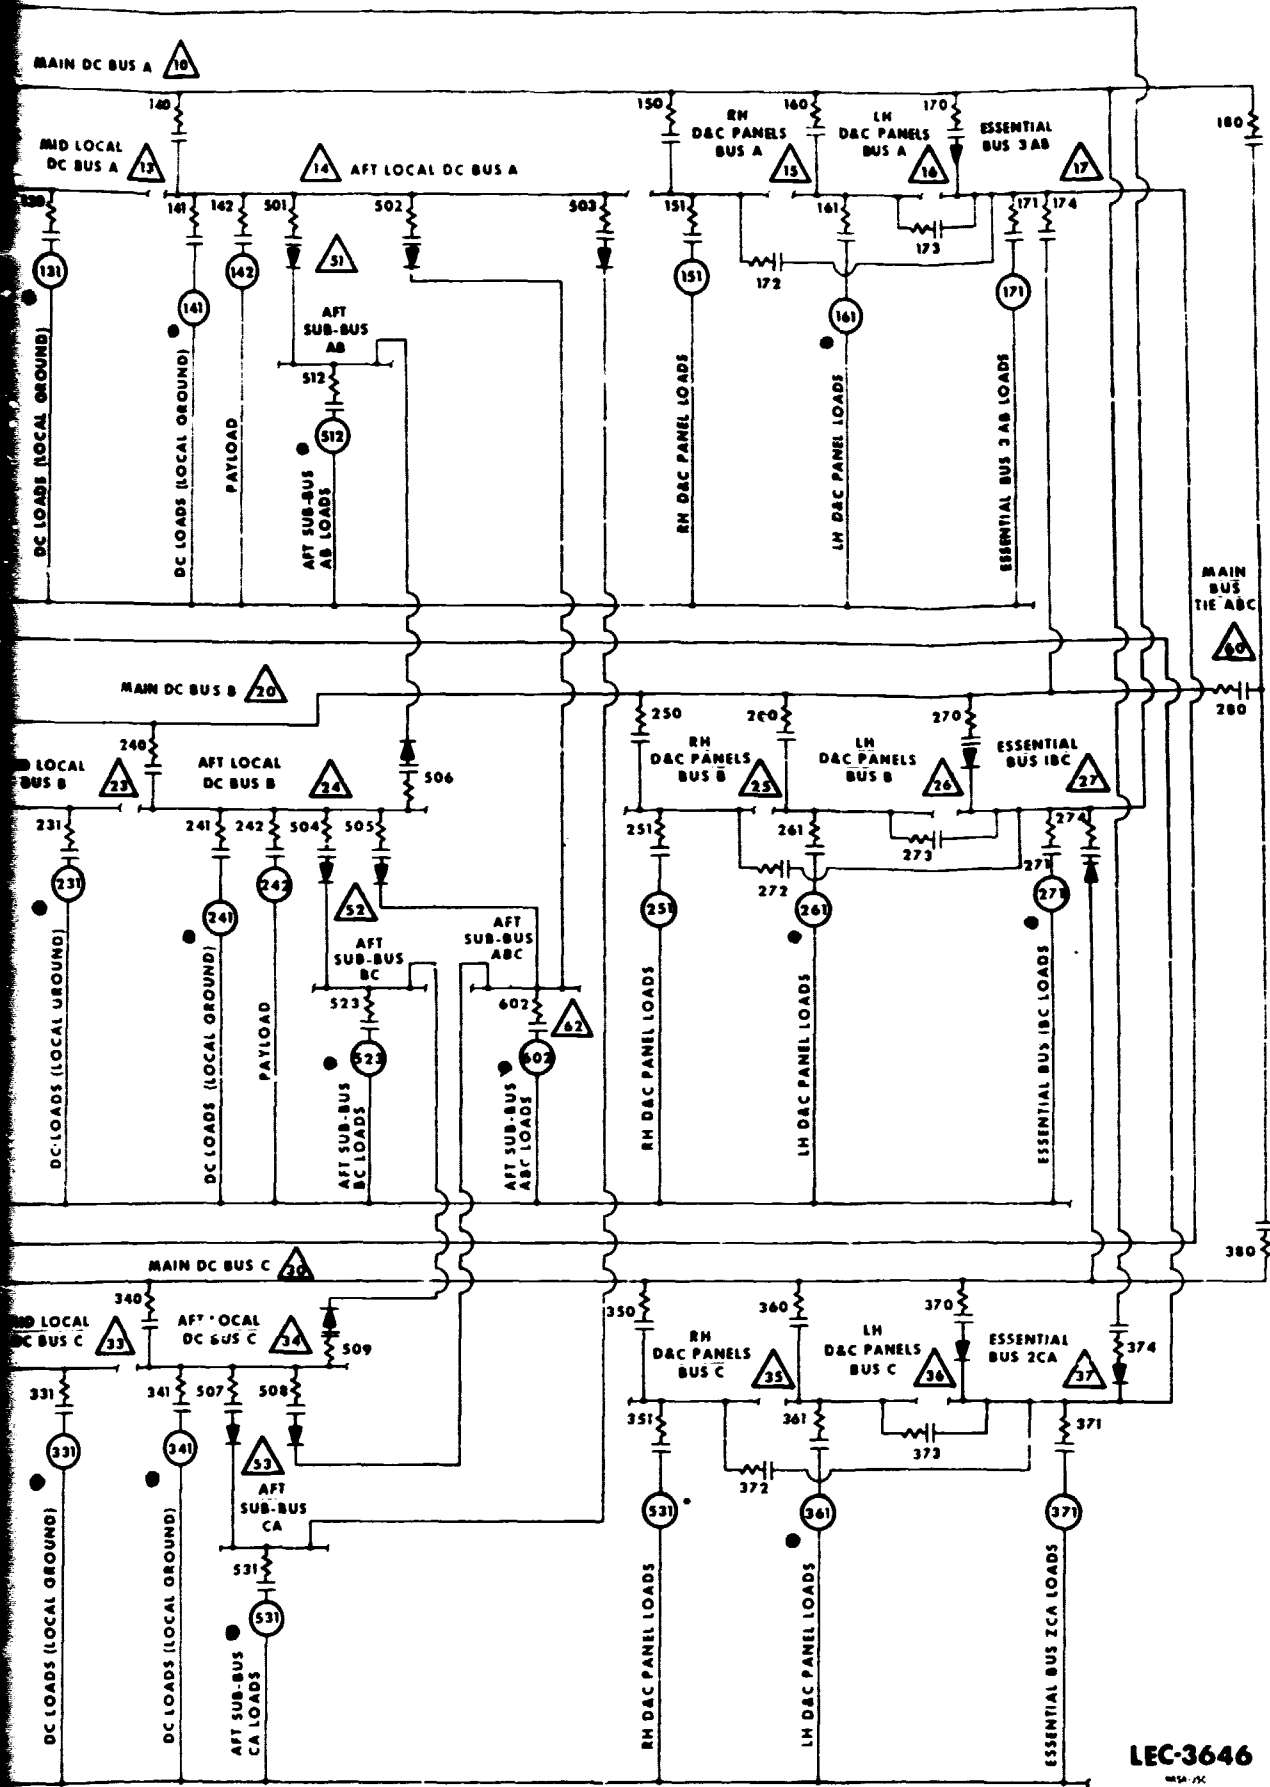 MAIN DC BUS A 10
140
150
160
170
180
MID LOCAL
DC BUS A 13
14 AFT LOCAL DC BUS A
RH
D&C PANELS
BUS A 15
LH
D&C PANELS
BUS A 16
ESSENTIAL
BUS 3AB 17
141
142
501
502
503
151
161
171
174
173
172
131
141
142
51
151
161
171
AFT
SUB-BUS
AB
512
512
DC LOADS (LOCAL GROUND)
DC LOADS (LOCAL GROUND)
PAYLOAD
AFT SUB-BUS
AB LOADS
RH D&C PANEL LOADS
LH D&C PANEL LOADS
ESSENTIAL BUS 3 AB LOADS
MAIN
BUS
TIE ABC
60
MAIN DC BUS B 20
240
250
260
270
280
LOCAL
BUS B 23
AFT LOCAL
DC BUS B 24
506
RH
D&C PANELS
BUS B 25
LH
D&C PANELS
BUS B 26
ESSENTIAL
BUS 1BC 27
231
241
242
504
505
251
261
271
274
273
272
231
241
242
52
251
261
271
AFT
SUB-BUS
BC
AFT
SUB-BUS
ABC
523
602
62
523
602
DC LOADS (LOCAL GROUND)
DC LOADS (LOCAL GROUND)
PAYLOAD
AFT SUB-BUS
BC LOADS
AFT SUB-BUS
ABC LOADS
RH D&C PANEL LOADS
LH D&C PANEL LOADS
ESSENTIAL BUS 1BC LOADS
MAIN DC BUS C 30
340
350
360
370
380
LOCAL
DC BUS C 33
DC BUS C 34
509
RH
D&C PANELS
BUS C 35
LH
D&C PANELS
BUS C 36
ESSENTIAL
BUS 2CA 37
374
331
341
507
508
351
361
371
373
372
331
341
53
531
361
371
AFT
SUB-BUS
CA
531
531
DC LOADS (LOCAL GROUND)
DC LOADS (LOCAL GROUND)
AFT SUB-BUS
CA LOADS
RH D&C PANEL LOADS
LH D&C PANEL LOADS
ESSENTIAL BUS 2CA LOADS
LEC-3646